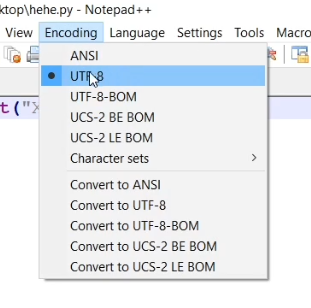 ktop\hehe.py - Notepad++
View Encoding Language Settings Tools Macro
ANSI
UTF-8
t("X
UTF-8-BOM
UCS-2 BE BOM
UCS-2 LE BOM
Character sets >
Convert to ANSI
Convert to UTF-8
Convert to UTF-8-BOM
Convert to UCS-2 BE BOM
Convert to UCS-2 LE BOM